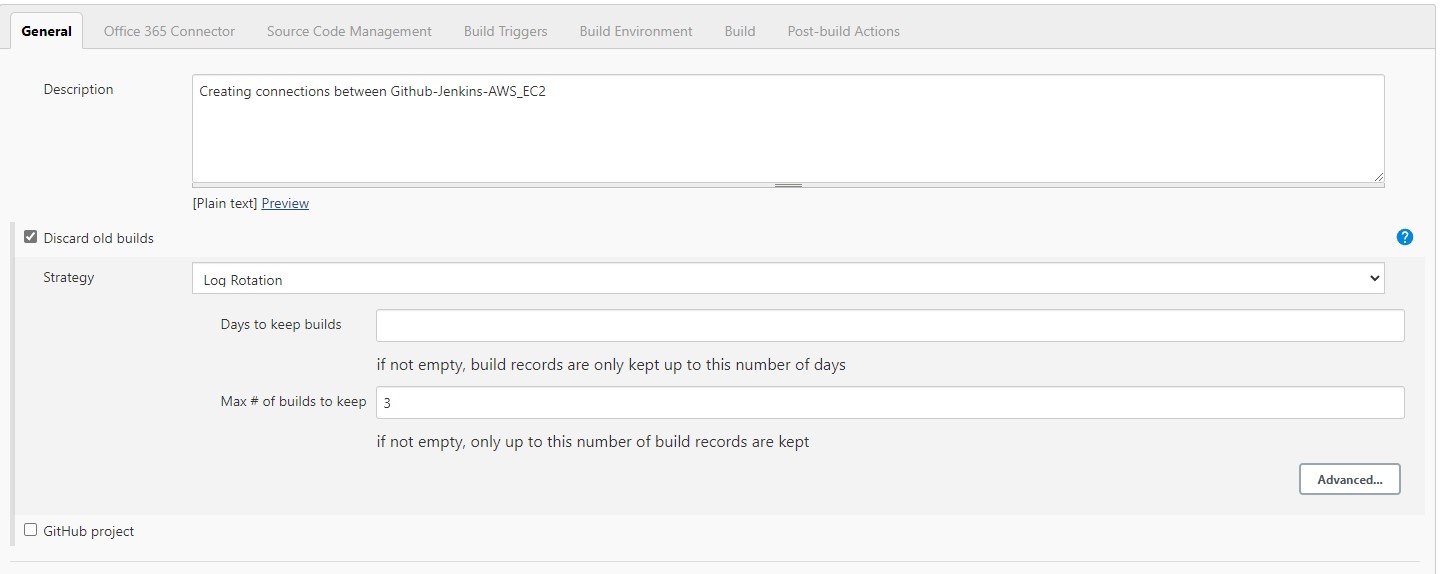 General Office 365 Connector Source Code Management Build Triggers Build Environment Build Post-build Actions
Description
Creating connections between Github-Jenkins-AWS_EC2
[Plain text] Preview
Discard old builds
?
Strategy
Log Rotation
Days to keep builds
if not empty, build records are only kept up to this number of days
Max # of builds to keep
3
if not empty, only up to this number of build records are kept
Advanced...
GitHub project